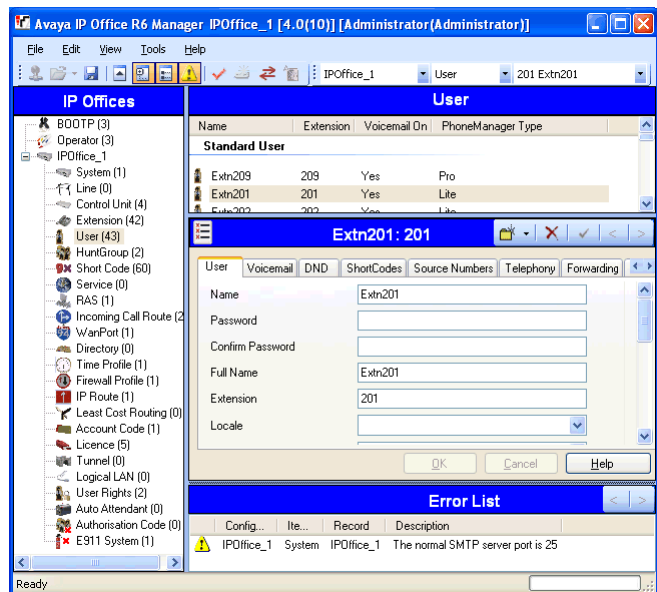 Avaya IP Office R6 Manager IPOffice_1 [4.0(10)] [Administrator(Administrator)]
File Edit View Tools Help
IPOffice_1 User 201 Extn201
IP Offices
BOOTP (3)
Operator (3)
IPOffice_1
System (1)
Line (0)
Control Unit (4)
Extension (42)
User (43)
HuntGroup (2)
Short Code (60)
Service (0)
RAS (1)
Incoming Call Route (2
WanPort (1)
Directory (0)
Time Profile (1)
Firewall Profile (1)
IP Route (1)
Least Cost Routing (0)
Account Code (1)
Licence (5)
Tunnel (0)
Logical LAN (0)
User Rights (2)
Auto Attendant (0)
Authorisation Code (0)
E911 System (1)
User
Name Extension Voicemail On PhoneManager Type
Standard User
Extn209 209 Yes Pro
Extn201 201 Yes Lite
Extn202 202 Yes Lite
Extn201: 201
User Voicemail DND ShortCodes Source Numbers Telephony Forwarding
Name Extn201
Password
Confirm Password
Full Name Extn201
Extension 201
Locale
OK Cancel Help
Error List
Config... Ite... Record Description
IPOffice_1 System IPOffice_1 The normal SMTP server port is 25
Ready